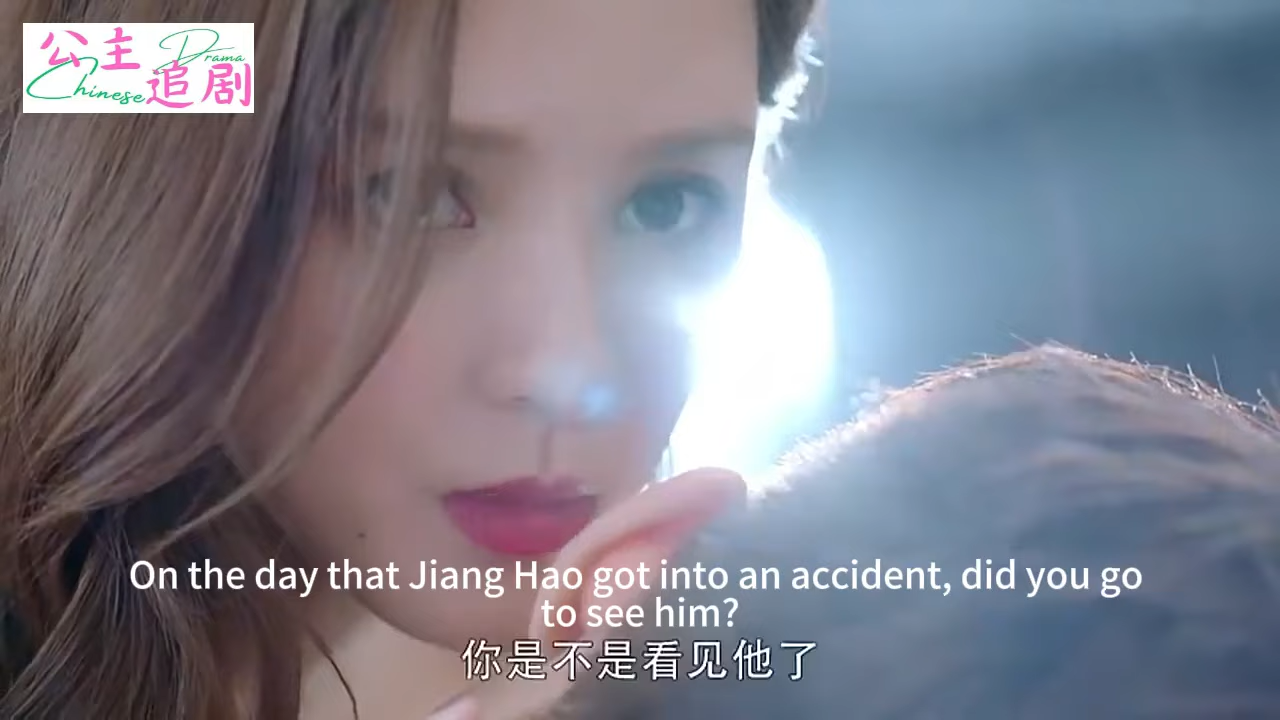 公主 Drama
Chinese 追剧
On the day that Jiang Hao got into an accident, did you go
to see him?
你是不是看见他了